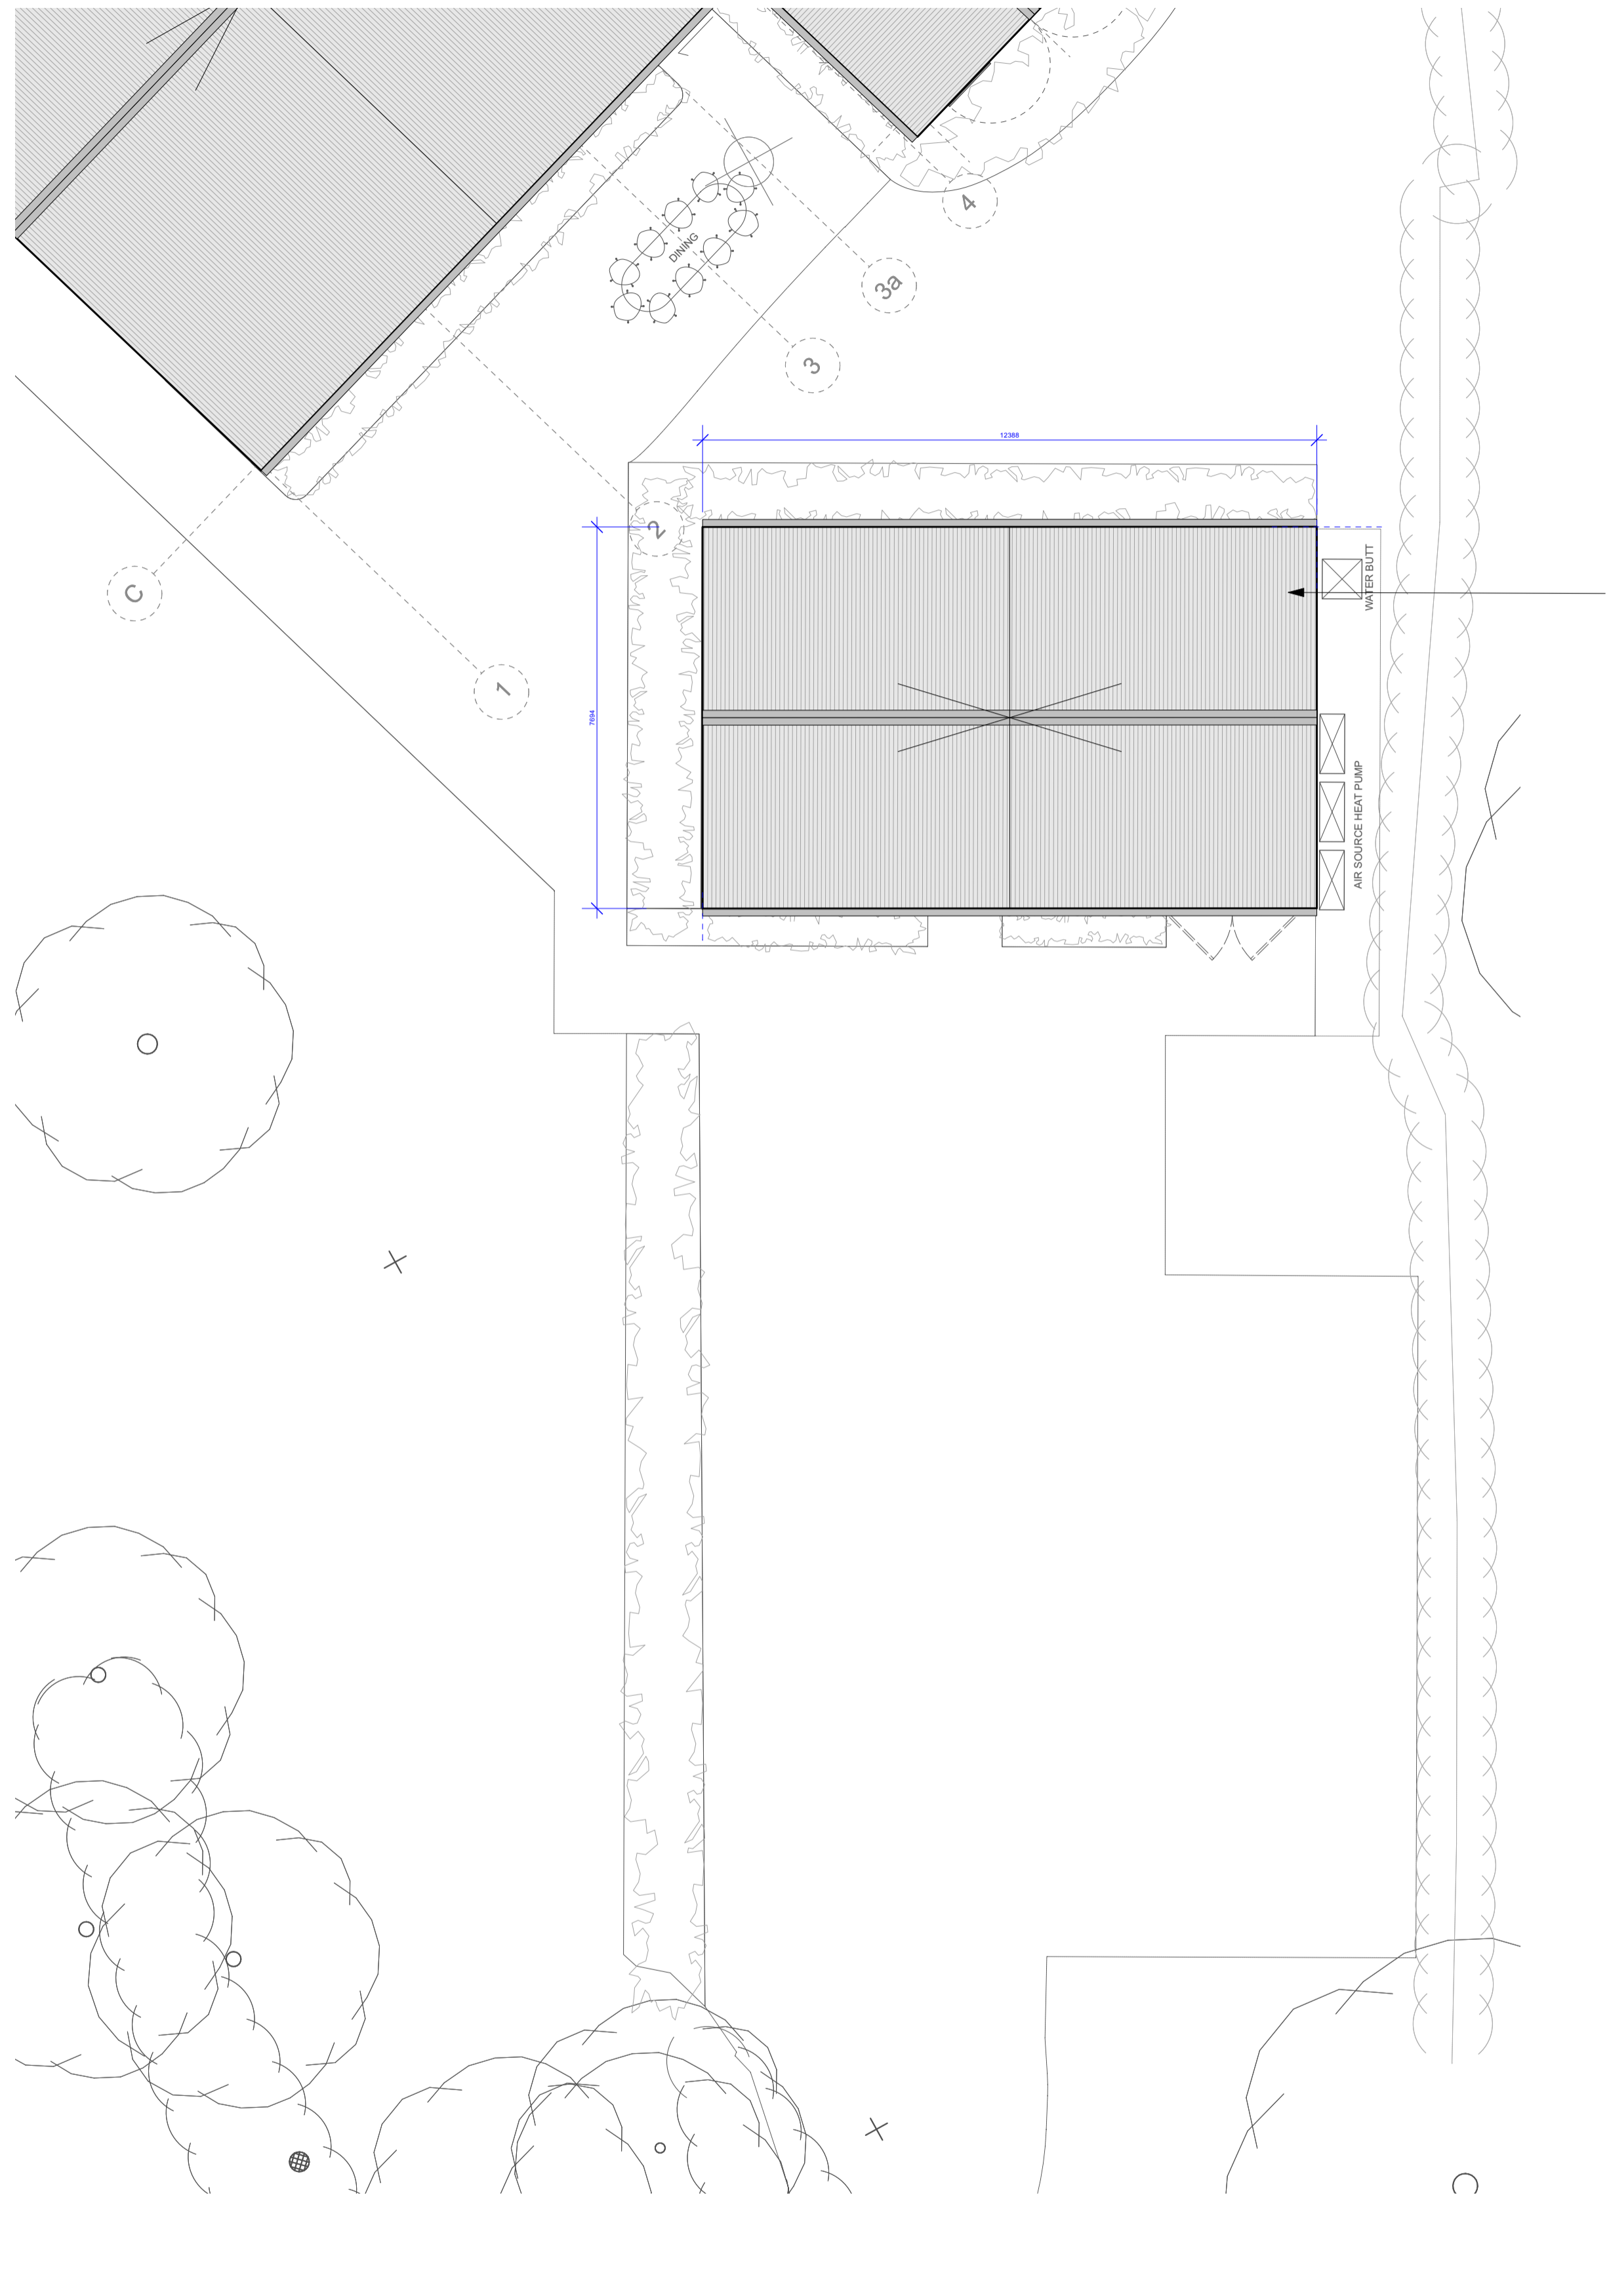 4
DINING
3a
3
12388
2
WATER BUTT
C
1
7694
AIR SOURCE HEAT PUMP